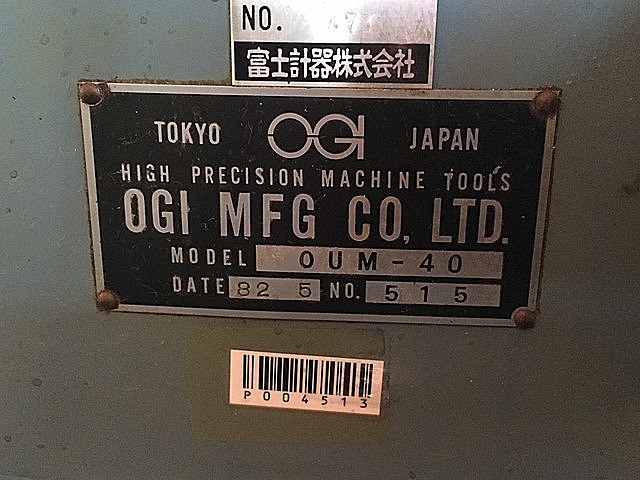 NO.
富士計器株式会社
TOKYO OGI JAPAN
HIGH PRECISION MACHINE TOOLS
OGI MFG CO., LTD.
MODEL OUM-40
DATE 82 5 NO. 515
P004513